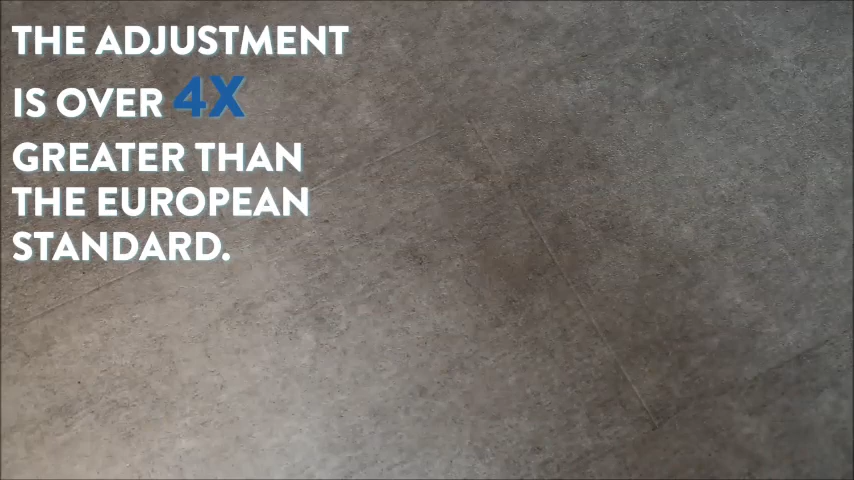 THE ADJUSTMENT
IS OVER 4X
GREATER THAN
THE EUROPEAN
STANDARD.